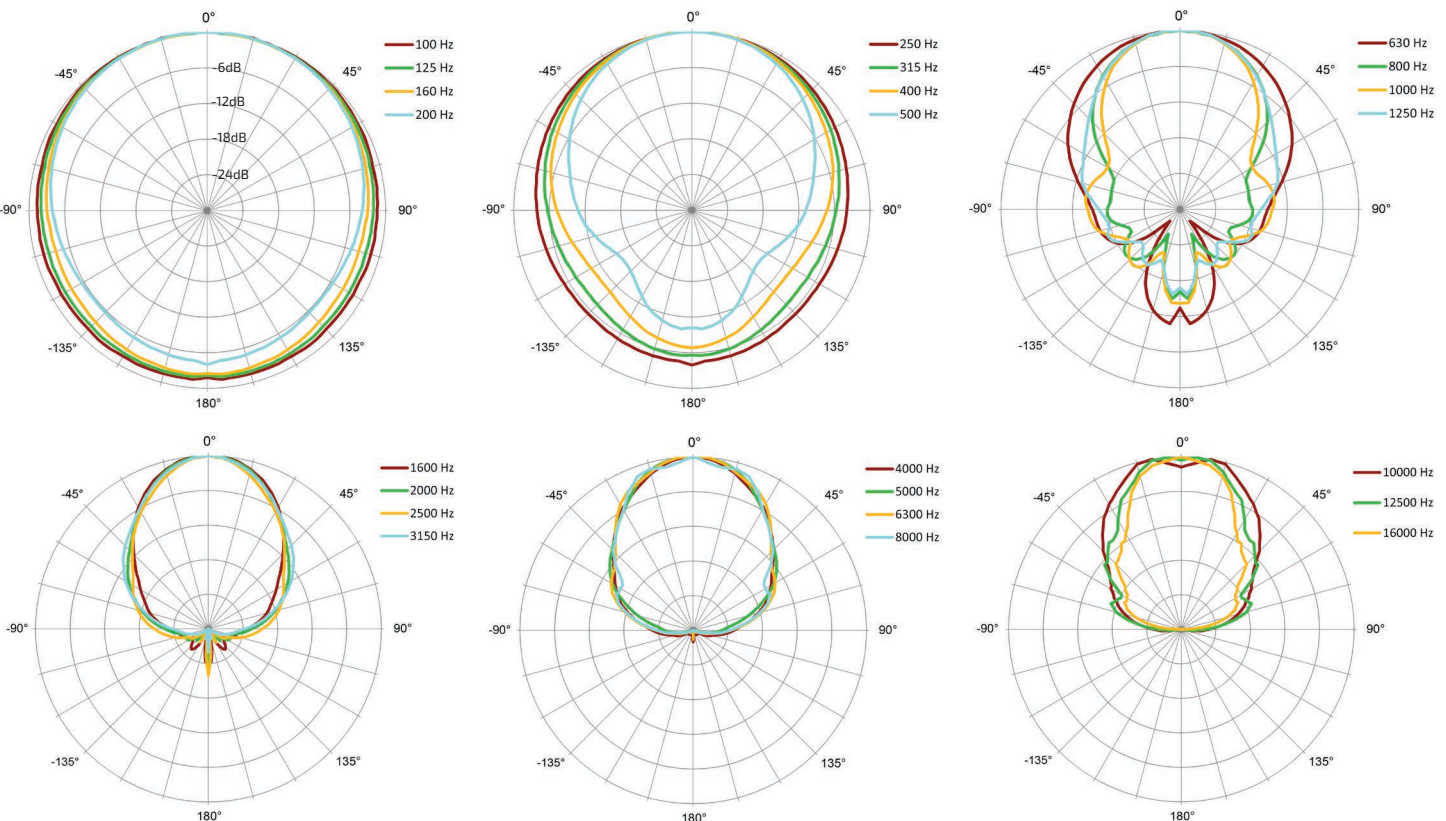 0°
-45°
45°
-90°
90°
-135°
135°
180°
-6dB
-12dB
-18dB
-24dB
100 Hz
125 Hz
160 Hz
200 Hz
0°
-45°
45°
-90°
90°
-135°
135°
180°
250 Hz
315 Hz
400 Hz
500 Hz
0°
-45°
45°
-90°
90°
-135°
135°
180°
630 Hz
800 Hz
1000 Hz
1250 Hz
0°
-45°
45°
-90°
90°
-135°
135°
180°
1600 Hz
2000 Hz
2500 Hz
3150 Hz
0°
-45°
45°
-90°
90°
-135°
135°
180°
4000 Hz
5000 Hz
6300 Hz
8000 Hz
0°
-45°
45°
-90°
90°
-135°
135°
180°
10000 Hz
12500 Hz
16000 Hz